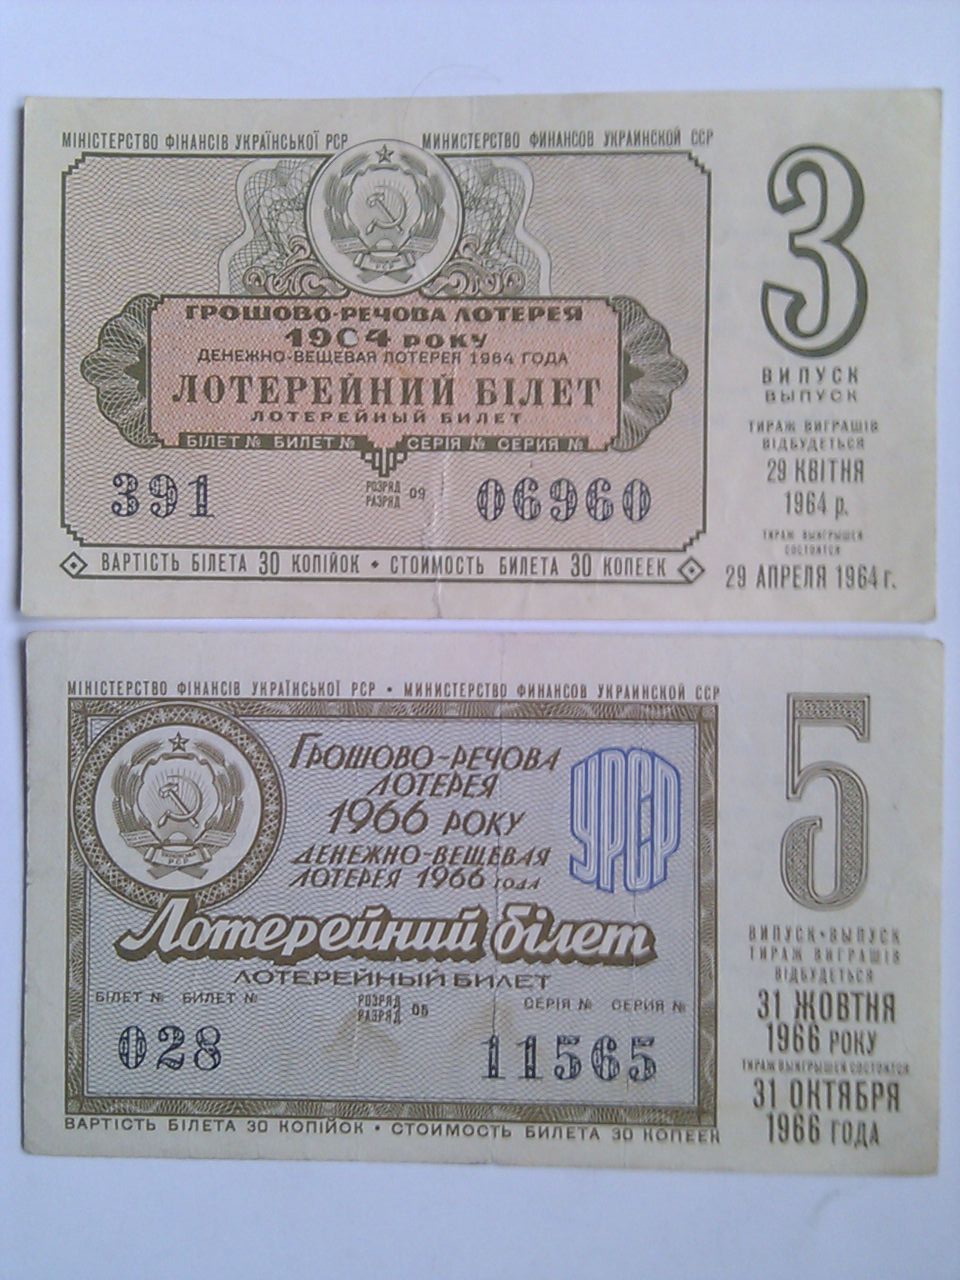 МІНІСТЕРСТВО ФІНАНСІВ УКРАЇНСЬКОЇ РСР МИНИСТЕРСТВО ФИНАНСОВ УКРАИНСКОЙ ССР
РСР
ГРОШОВО-РЕЧОВА ЛОТЕРЕЯ
1964 РОКУ
ДЕНЕЖНО-ВЕЩЕВАЯ ЛОТЕРЕЯ 1964 ГОДА
ЛОТЕРЕЙНИЙ БІЛЕТ
ЛОТЕРЕЙНЫЙ БИЛЕТ
БІЛЕТ № БИЛЕТ № СЕРІЯ № СЕРИЯ №
391 РОЗРЯД РАЗРЯД 09 06960
ВАРТІСТЬ БІЛЕТА 30 КОПІЙОК • СТОИМОСТЬ БИЛЕТА 30 КОПЕЕК
3
ВИПУСК
ВЫПУСК
ТИРАЖ ВИГРАШІВ
ВІДБУДЕТЬСЯ
29 КВІТНЯ
1964 р.
ТИРАЖ ВЫИГРЫШЕЙ
СОСТОИТСЯ
29 АПРЕЛЯ 1964 г.
МІНІСТЕРСТВО ФІНАНСІВ УКРАЇНСЬКОЇ РСР • МИНИСТЕРСТВО ФИНАНСОВ УКРАИНСКОЙ ССР
УКРАЇНСЬКА
РСР
ГРОШОВО-РЕЧОВА
ЛОТЕРЕЯ
1966 РОКУ
ДЕНЕЖНО-ВЕЩЕВАЯ
ЛОТЕРЕЯ 1966 ГОДА
УРСР
Лотерейний білет
ЛОТЕРЕЙНЫЙ БИЛЕТ
БІЛЕТ № БИЛЕТ № РОЗРЯД РАЗРЯД 05 СЕРІЯ № СЕРИЯ №
028 11565
ВАРТІСТЬ БІЛЕТА 30 КОПІЙОК • СТОИМОСТЬ БИЛЕТА 30 КОПЕЕК
5
ВИПУСК • ВЫПУСК
ТИРАЖ ВИГРАШІВ
ВІДБУДЕТЬСЯ
31 ЖОВТНЯ
1966 РОКУ
ТИРАЖ ВЫИГРЫШЕЙ СОСТОИТСЯ
31 ОКТЯБРЯ
1966 ГОДА